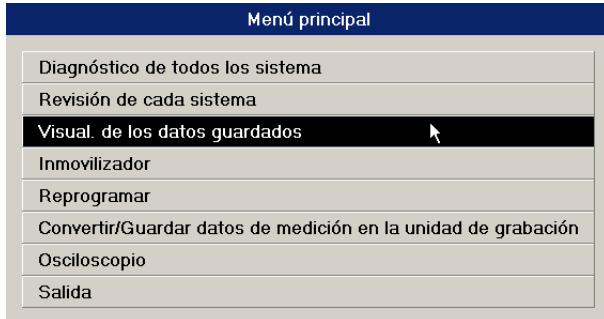 Menú principal
Diagnóstico de todos los sistema
Revisión de cada sistema
Visual. de los datos guardados
Inmovilizador
Reprogramar
Convertir/Guardar datos de medición en la unidad de grabación
Osciloscopio
Salida